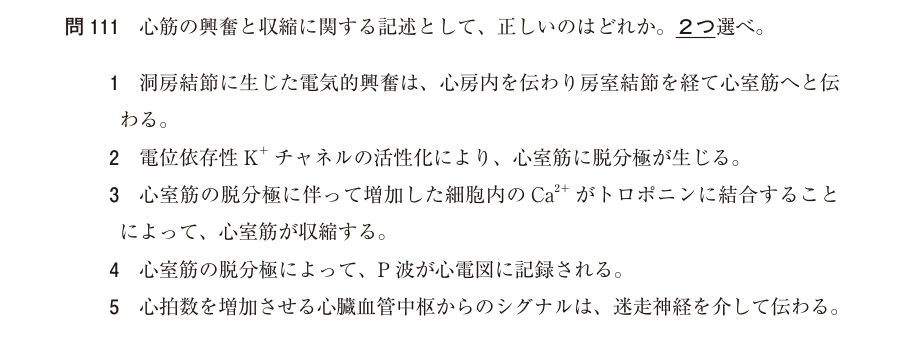 問 111 心筋の興奮と収縮に関する記述として、正しいのはどれか。２つ選べ。
1 洞房結節に生じた電気的興奮は、心房内を伝わり房室結節を経て心室筋へと伝
わる。
2 電位依存性 K⁺ チャネルの活性化により、心室筋に脱分極が生じる。
3 心室筋の脱分極に伴って増加した細胞内の Ca²⁺ がトロポニンに結合すること
によって、心室筋が収縮する。
4 心室筋の脱分極によって、P 波が心電図に記録される。
5 心拍数を増加させる心臓血管中枢からのシグナルは、迷走神経を介して伝わる。